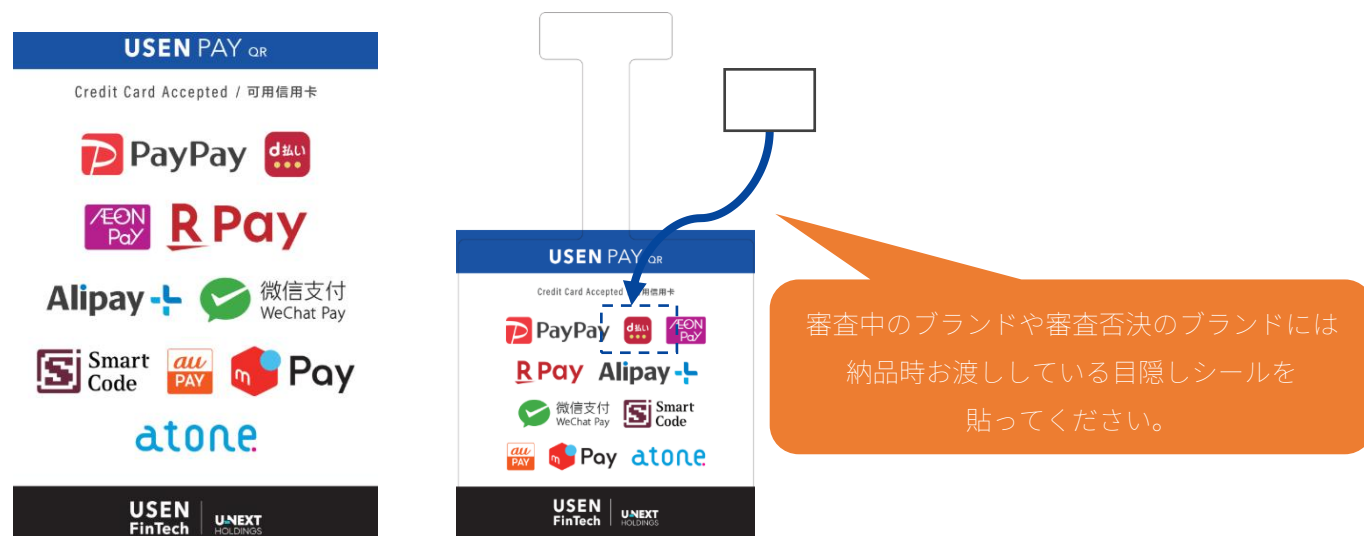 USEN PAY QR
Credit Card Accepted / 可用信用卡
PayPay d払い
ÆON Pay R Pay
Alipay+ 微信支付 WeChat Pay
Smart Code au PAY m Pay
atone
USEN FinTech U-NEXT HOLDINGS
USEN PAY QR
Credit Card Accepted 可用信用卡
PayPay d払い ÆON Pay
R Pay Alipay+
微信支付 WeChat Pay Smart Code
au PAY m Pay atone
USEN FinTech U-NEXT HOLDINGS
審査中のブランドや審査否決のブランドには
納品時お渡ししている目隠しシールを
貼ってください。